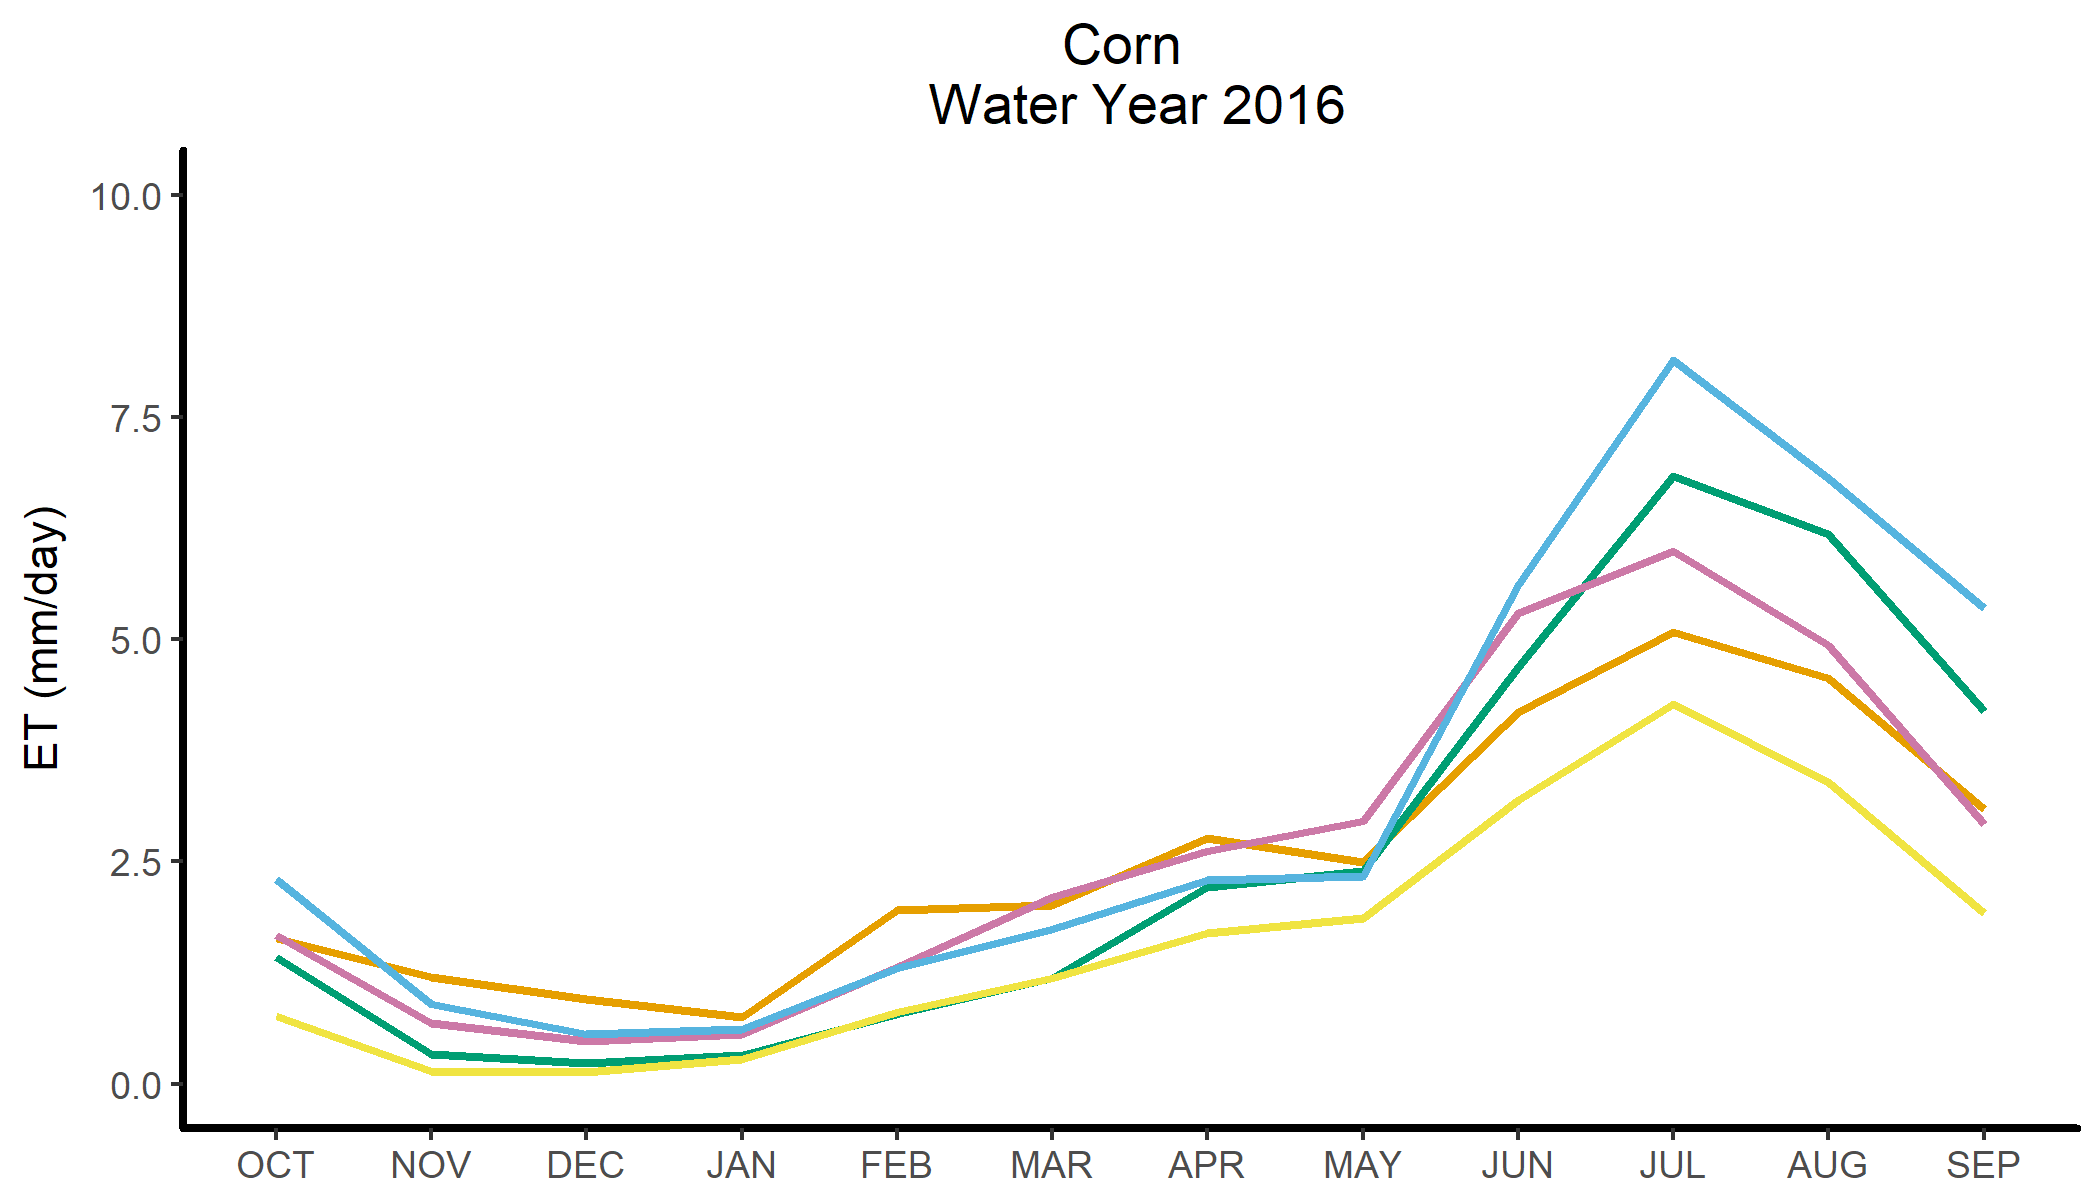 Corn
Water Year 2016
ET (mm/day)
10.0
7.5
5.0
2.5
0.0
OCT NOV DEC JAN FEB MAR APR MAY JUN JUL AUG SEP